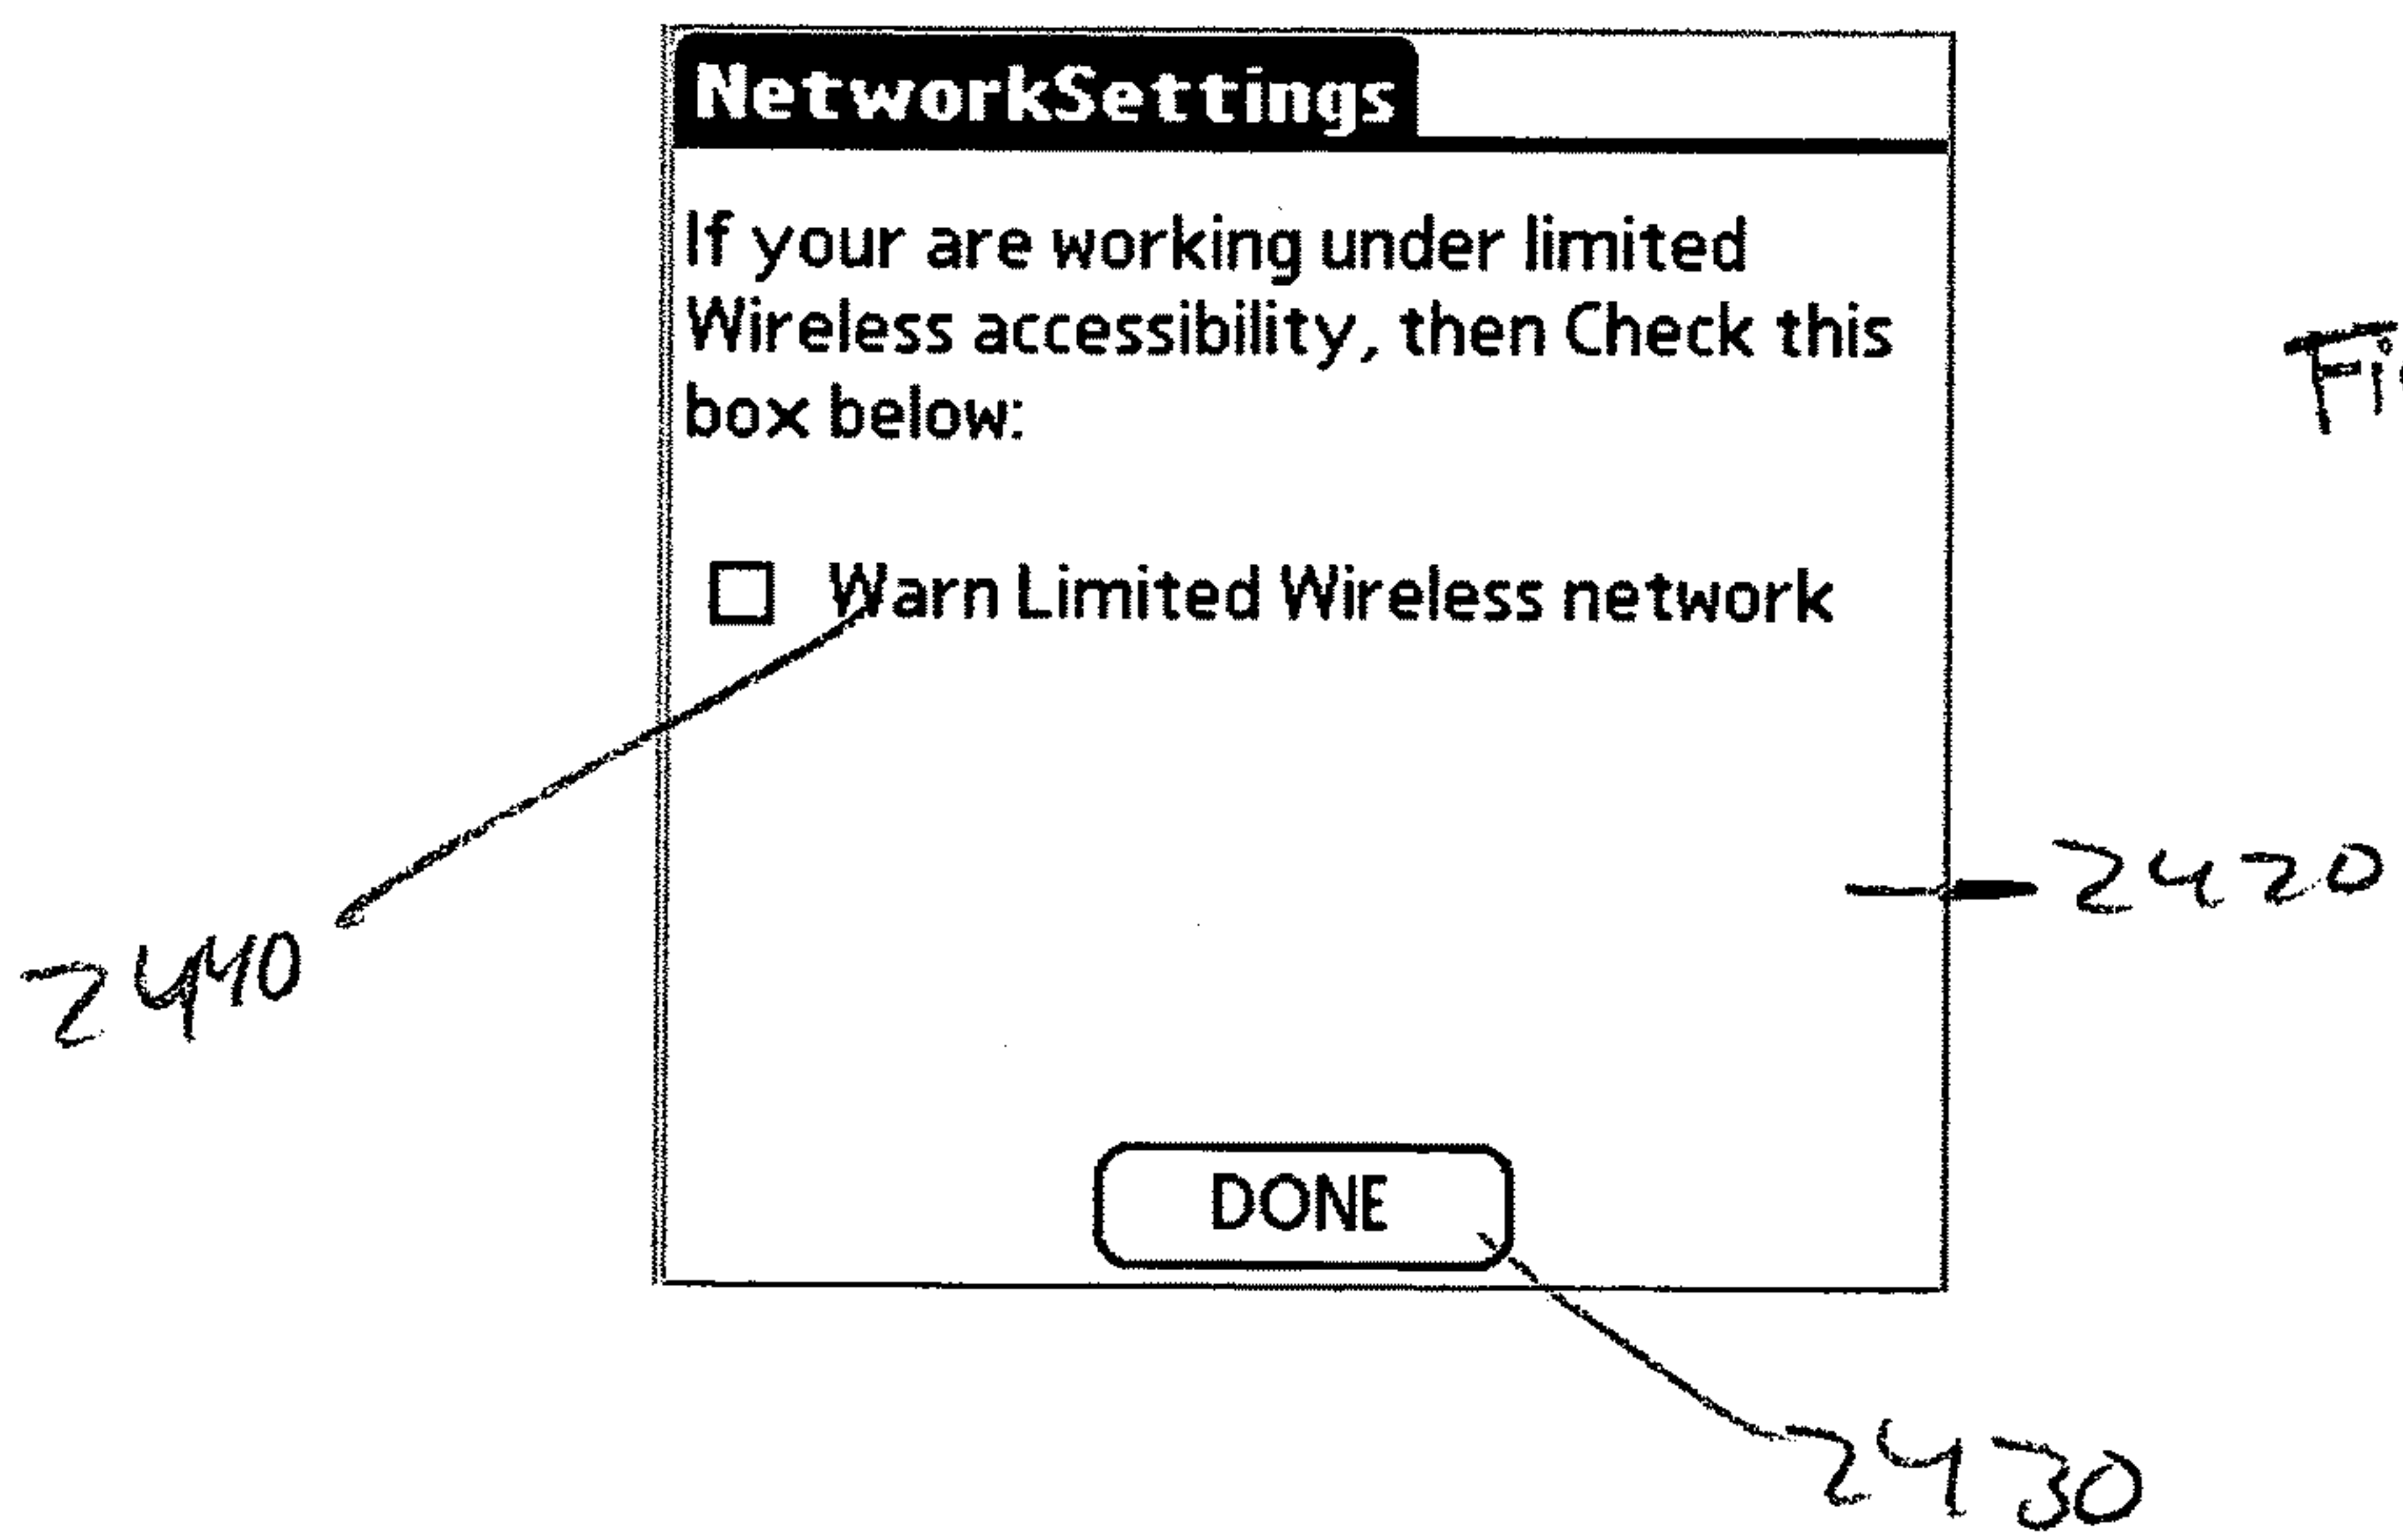 NetworkSettings
If your are working under limited
Wireless accessibility, then Check this
box below:
Warn Limited Wireless network
2420
2440
DONE
2430